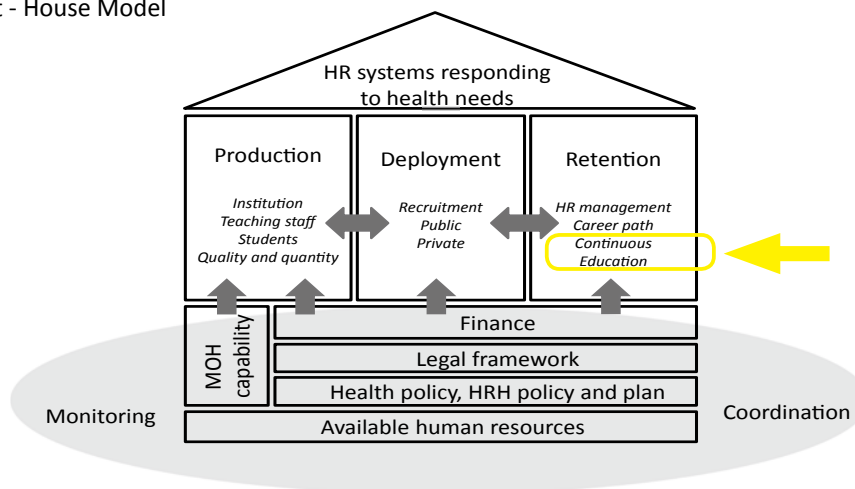 t - House Model
HR systems responding
to health needs
Production
Institution
Teaching staff
Students
Quality and quantity
Deployment
Recruitment
Public
Private
Retention
HR management
Career path
Continuous
Education
MOH
capability
Finance
Legal framework
Health policy, HRH policy and plan
Available human resources
Monitoring
Coordination